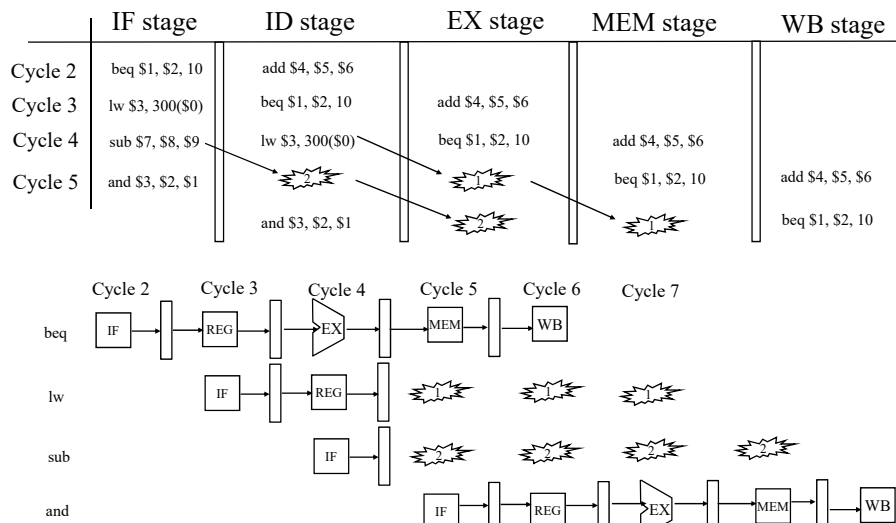 IF stage ID stage EX stage MEM stage WB stage
Cycle 2 beq $1, $2, 10 add $4, $5, $6
Cycle 3 lw $3, 300($0) beq $1, $2, 10 add $4, $5, $6
Cycle 4 sub $7, $8, $9 lw $3, 300($0) beq $1, $2, 10 add $4, $5, $6
Cycle 5 and $3, $2, $1 2 1 beq $1, $2, 10 add $4, $5, $6
and $3, $2, $1 2 1 beq $1, $2, 10
Cycle 2 Cycle 3 Cycle 4 Cycle 5 Cycle 6 Cycle 7
beq IF REG EX MEM WB
lw IF REG 1 1 1
sub IF 2 2 2 2
and IF REG EX MEM WB